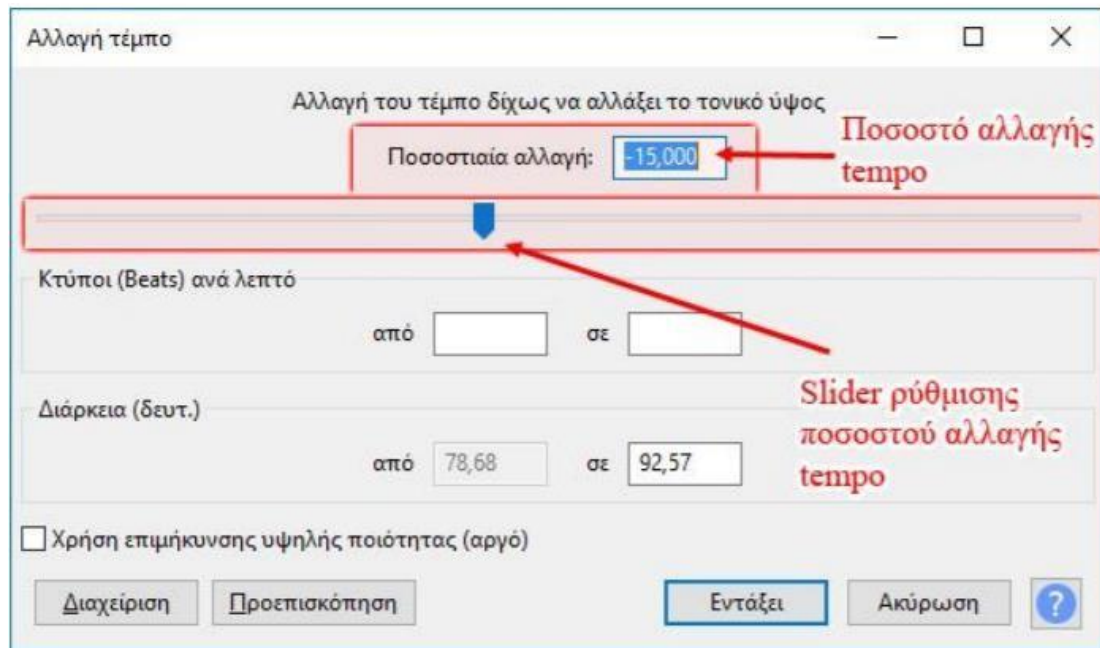 Αλλαγή τέμπο
Αλλαγή του τέμπο δίχως να αλλάξει το τονικό ύψος
Ποσοστιαία αλλαγή: -15,000
Ποσοστό αλλαγής
tempo
Κτύποι (Beats) ανά λεπτό
από σε
Slider ρύθμισης
ποσοστού αλλαγής
tempo
Διάρκεια (δευτ.)
από 78,68 σε 92,57
Χρήση επιμήκυνσης υψηλής ποιότητας (αργό)
Διαχείριση Προεπισκόπηση Εντάξει Ακύρωση ?